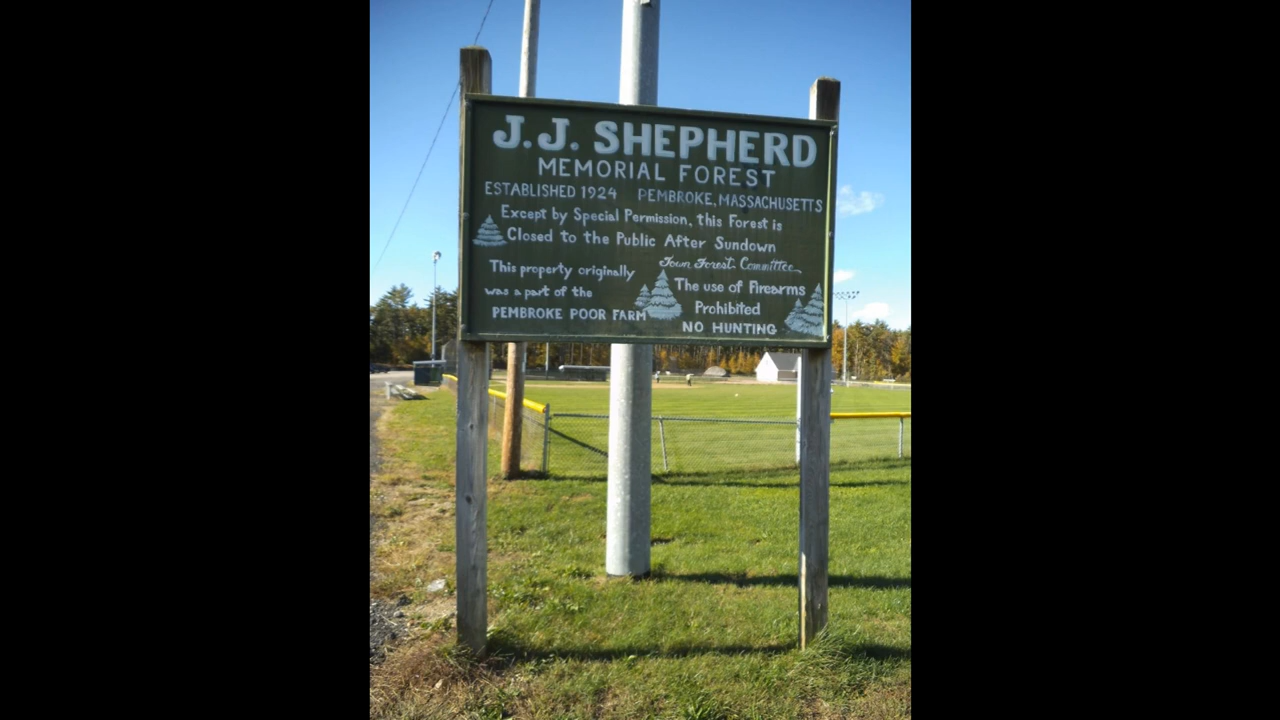 J.J. SHEPHERD
MEMORIAL FOREST
ESTABLISHED 1924 PEMBROKE, MASSACHUSETTS
Except by Special Permission, this Forest is
Closed to the Public After Sundown
Town Forest Committee
This property originally
was a part of the
PEMBROKE POOR FARM
The use of Firearms
Prohibited
NO HUNTING